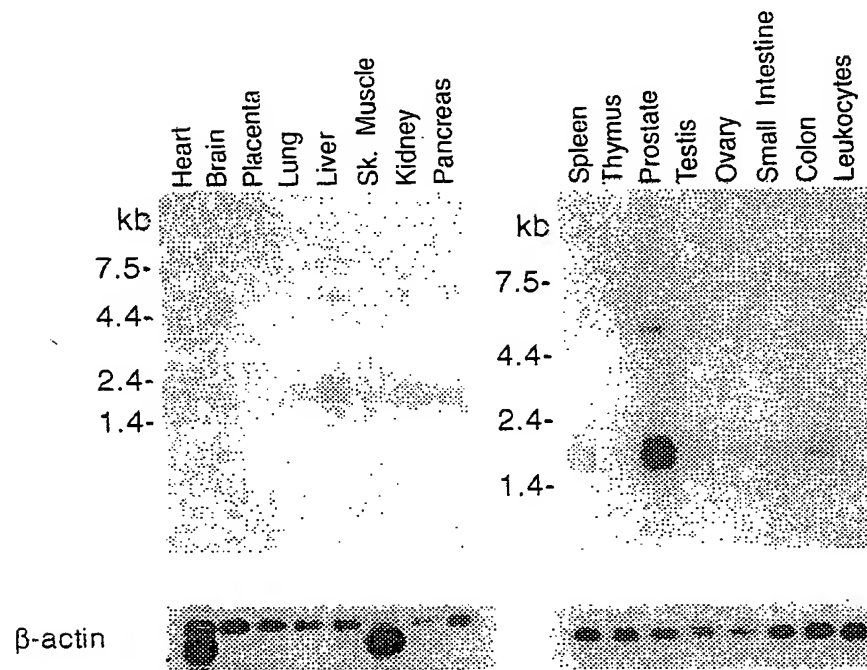 Heart
Brain
Placenta
Lung
Liver
Sk. Muscle
Kidney
Pancreas
kb
7.5-
4.4-
2.4-
1.4-
Spleen
Thymus
Prostate
Testis
Ovary
Small Intestine
Colon
Leukocytes
kb
7.5-
4.4-
2.4-
1.4-
β-actin